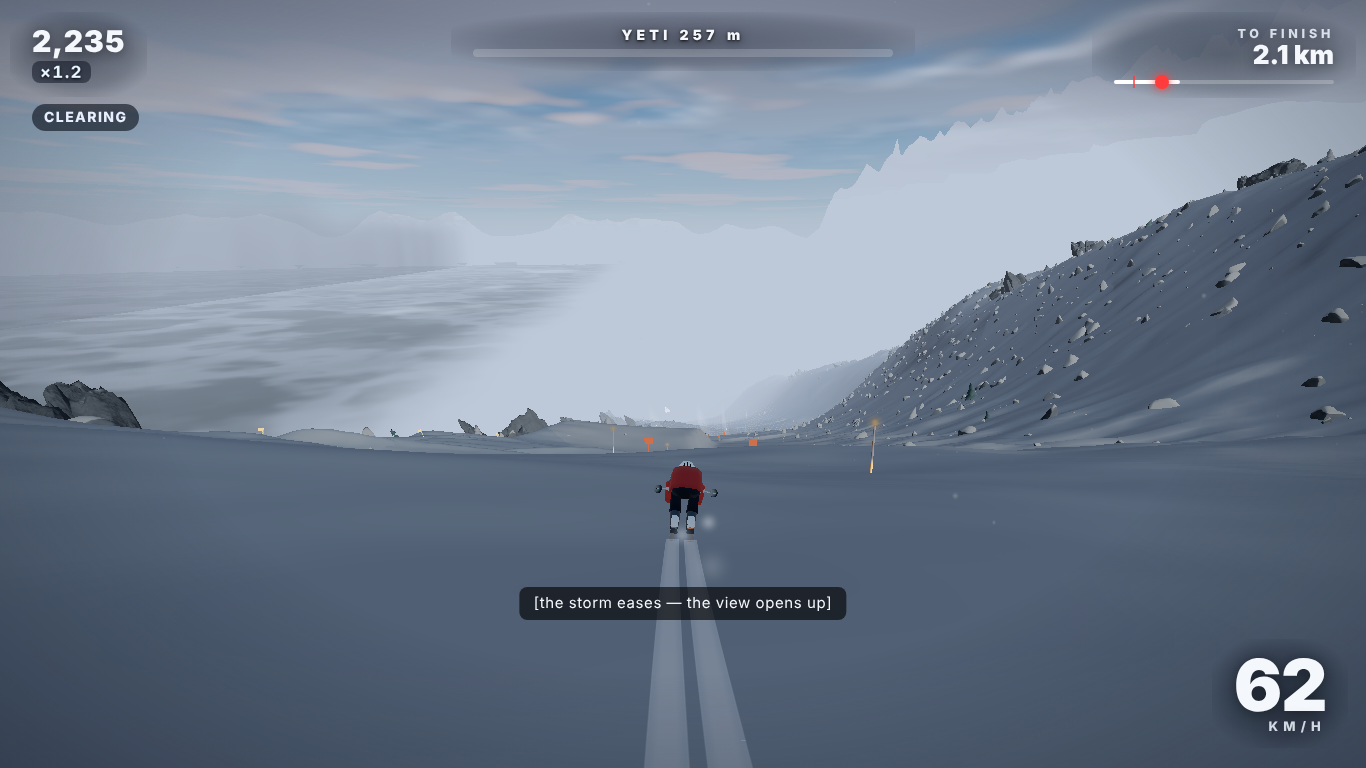 2,235
×1.2
CLEARING
YETI 257 m
TO FINISH
2.1 km
[the storm eases — the view opens up]
62
KM/H